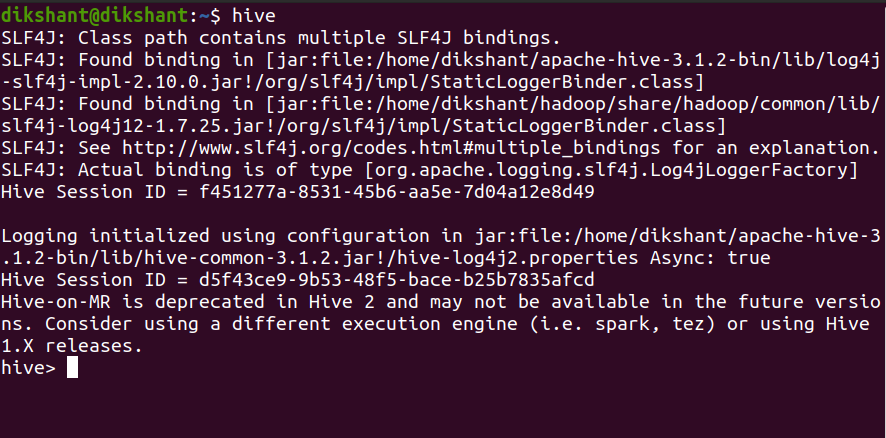 dikshant@dikshant:~$ hive
SLF4J: Class path contains multiple SLF4J bindings.
SLF4J: Found binding in [jar:file:/home/dikshant/apache-hive-3.1.2-bin/lib/log4j
-slf4j-impl-2.10.0.jar!/org/slf4j/impl/StaticLoggerBinder.class]
SLF4J: Found binding in [jar:file:/home/dikshant/hadoop/share/hadoop/common/lib/
slf4j-log4j12-1.7.25.jar!/org/slf4j/impl/StaticLoggerBinder.class]
SLF4J: See http://www.slf4j.org/codes.html#multiple_bindings for an explanation.
SLF4J: Actual binding is of type [org.apache.logging.slf4j.Log4jLoggerFactory]
Hive Session ID = f451277a-8531-45b6-aa5e-7d04a12e8d49
Logging initialized using configuration in jar:file:/home/dikshant/apache-hive-3
.1.2-bin/lib/hive-common-3.1.2.jar!/hive-log4j2.properties Async: true
Hive Session ID = d5f43ce9-9b53-48f5-bace-b25b7835afcd
Hive-on-MR is deprecated in Hive 2 and may not be available in the future versio
ns. Consider using a different execution engine (i.e. spark, tez) or using Hive
1.X releases.
hive>